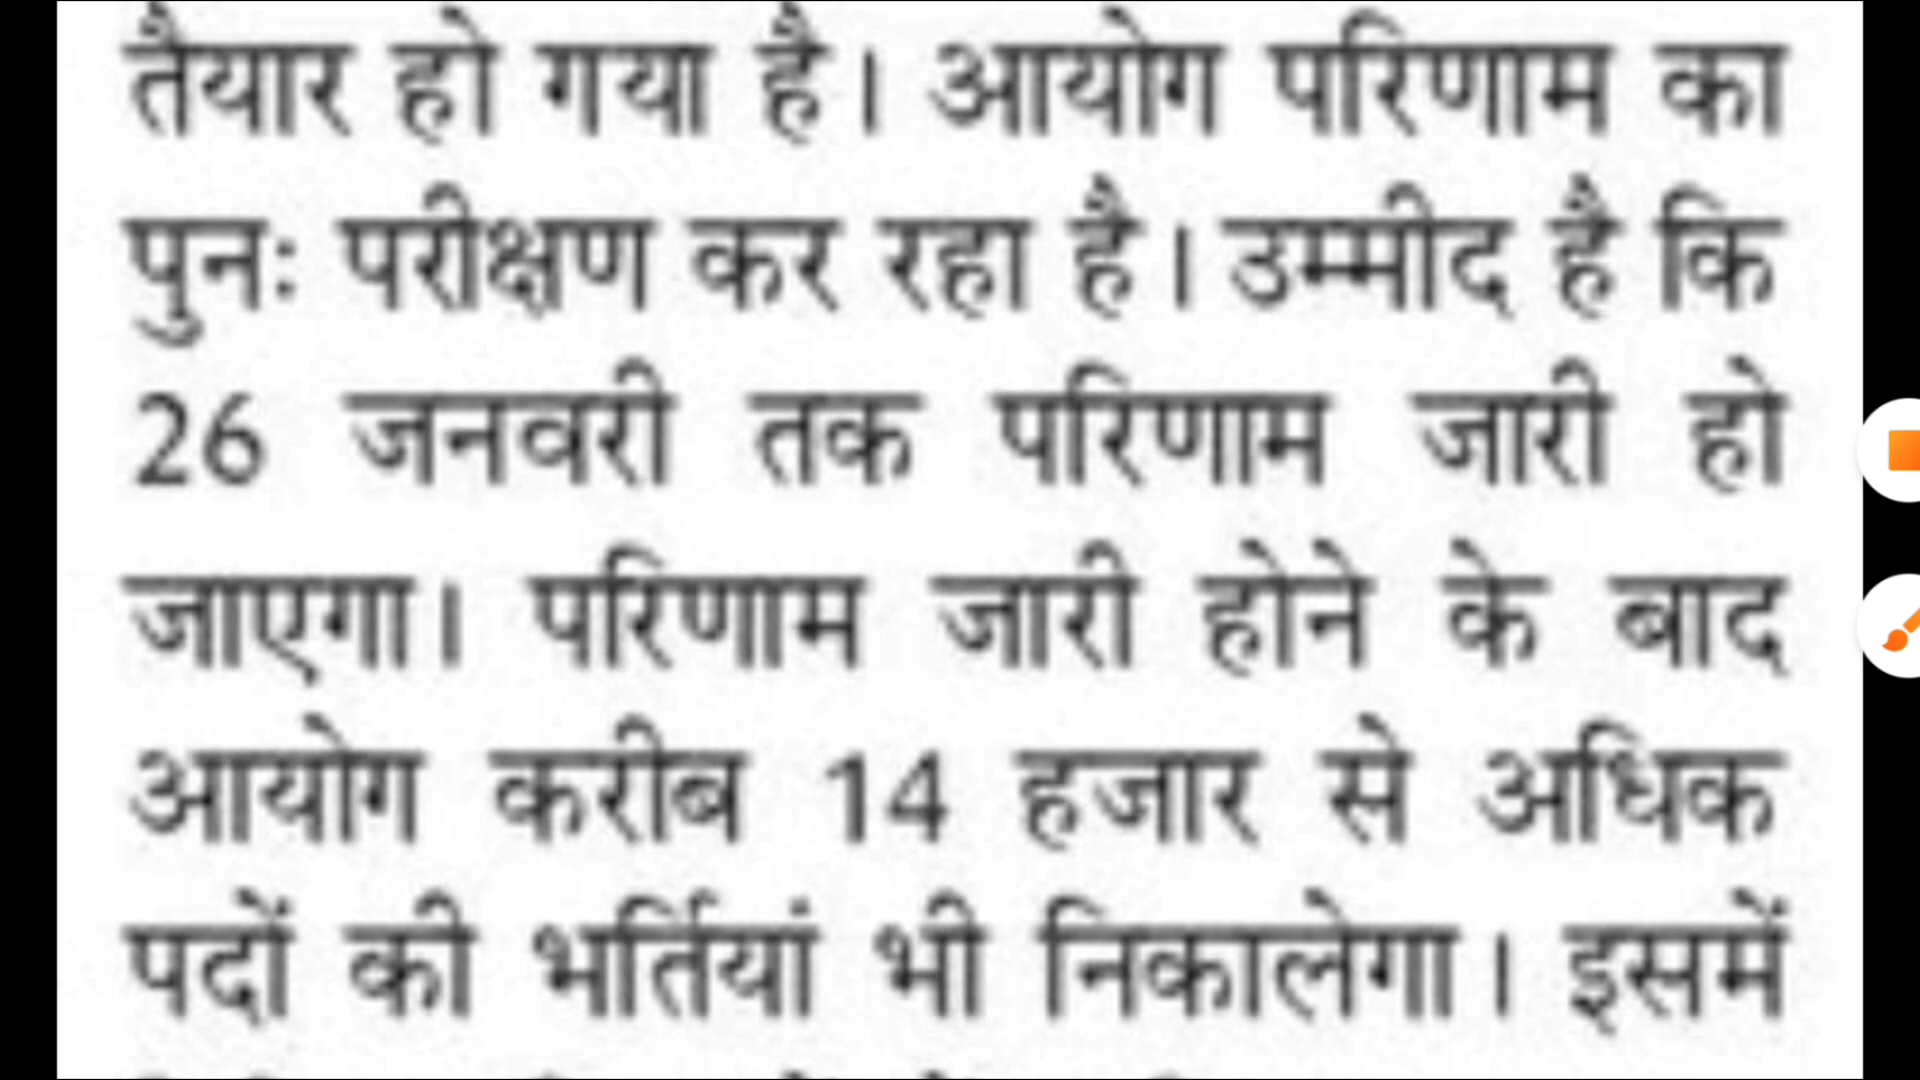 तैयार हो गया है। आयोग परिणाम का
पुनः परीक्षण कर रहा है। उम्मीद है कि
26 जनवरी तक परिणाम जारी हो
जाएगा। परिणाम जारी होने के बाद
आयोग करीब 14 हजार से अधिक
पदों की भर्तियां भी निकालेगा। इसमें